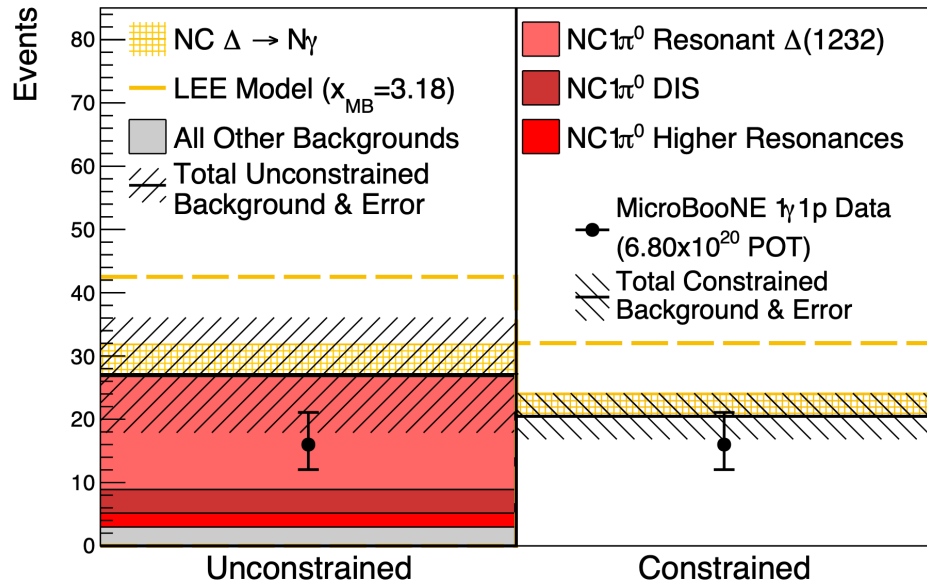 Events
80
70
60
50
40
30
20
10
0
NC Δ → Nγ
LEE Model (x_MB=3.18)
All Other Backgrounds
Total Unconstrained
Background & Error
NC1π⁰ Resonant Δ(1232)
NC1π⁰ DIS
NC1π⁰ Higher Resonances
MicroBooNE 1γ1p Data
(6.80x10²⁰ POT)
Total Constrained
Background & Error
Unconstrained
Constrained